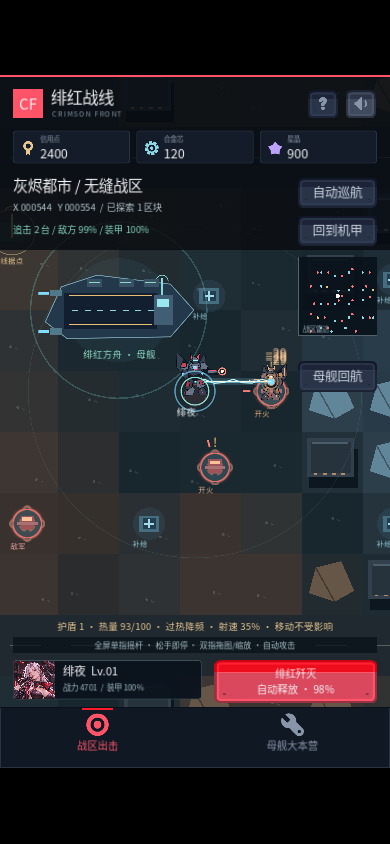 CF
绯红战线
CRIMSON FRONT
?
信用点
2400
合金芯
120
星晶
900
灰烬都市 / 无缝战区
X 000544 Y 000554 / 已探索 1 区块
追击 2 台 / 敌方 99% / 装甲 100%
自动巡航
回到机甲
线据点
补给
绯红方舟 · 母舰
母舰回航
绯夜
开火
!
开火
敌军
补给
补给
护盾 1 · 热量 93/100 · 过热降频 · 射速 35% · 移动不受影响
全屏单指摇杆 · 松手即停 · 双指拖图/缩放 · 自动攻击
绯夜 Lv.01
战力 4701 / 装甲 100%
绯红歼灭
自动释放 · 98%
战区出击
母舰大本营